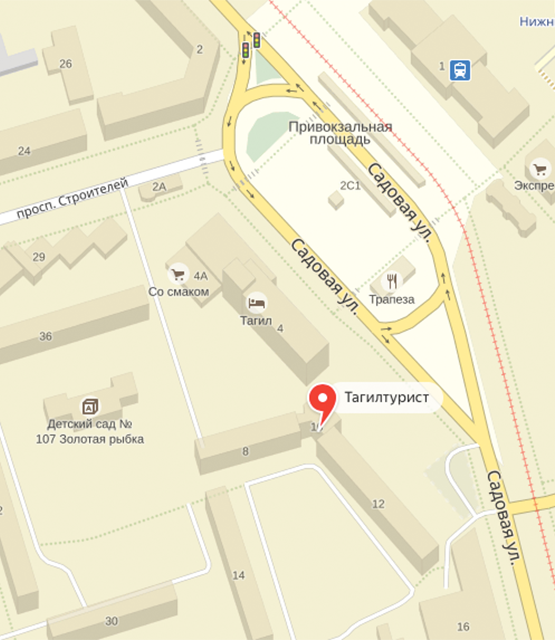 Нижн
2
26
1
24
Привокзальная
площадь
Экспре
просп. Строителей
2А
2С1
Садовая ул.
29
4А
Со смаком
Садовая ул.
Трапеза
Тагил
4
36
Тагилтурист
Детский сад №
107 Золотая рыбка
8
12
Садовая ул.
14
30
16